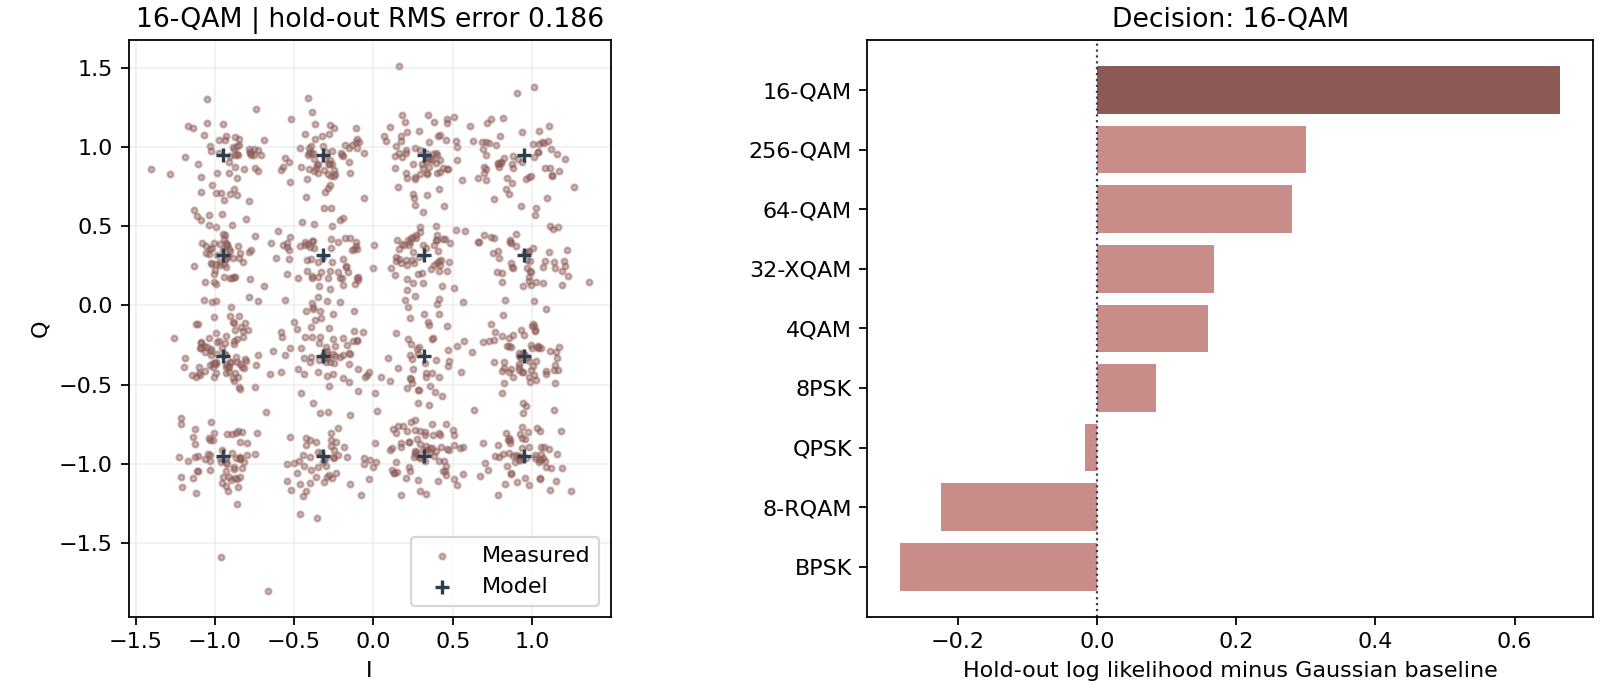 16-QAM | hold-out RMS error 0.186
1.5
1.0
0.5
0.0
−0.5
−1.0
−1.5
Q
−1.5
−1.0
−0.5
0.0
0.5
1.0
I
Measured
Model
Decision: 16-QAM
16-QAM
256-QAM
64-QAM
32-XQAM
4QAM
8PSK
QPSK
8-RQAM
BPSK
−0.2
0.0
0.2
0.4
0.6
Hold-out log likelihood minus Gaussian baseline